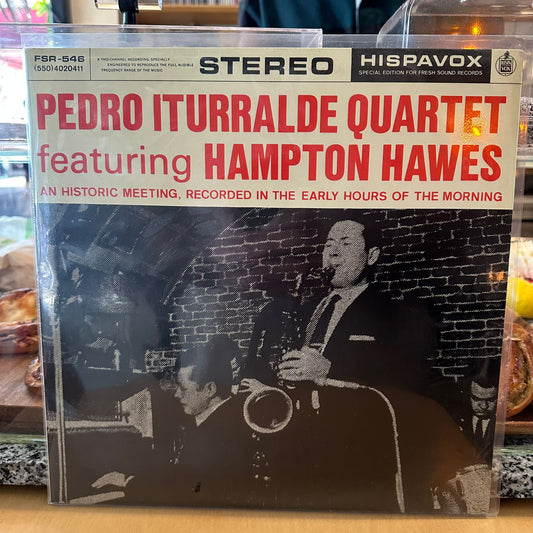 FSR-546
(550)4020411
A TWO-CHANNEL RECORDING, SPECIALLY
ENGINEERED TO REPRODUCE THE FULL AUDIBLE
FREQUENCY RANGE OF THE MUSIC
STEREO
HISPAVOX
SPECIAL EDITION FOR FRESH SOUND RECORDS
PEDRO ITURRALDE QUARTET
featuring HAMPTON HAWES
AN HISTORIC MEETING, RECORDED IN THE EARLY HOURS OF THE MORNING